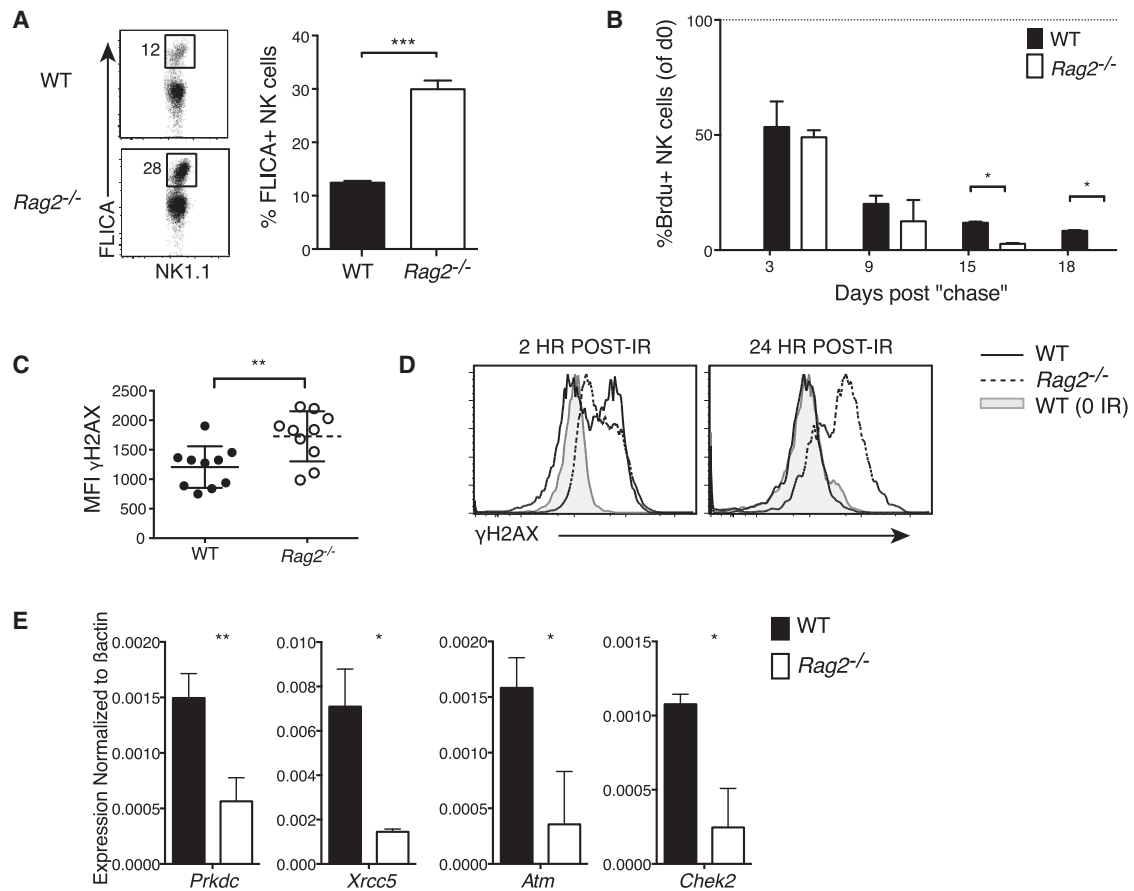 A
WT
12
Rag2-/-
28
FLICA
NK1.1
% FLICA+ NK cells
40
30
20
10
0
***
WT
Rag2-/-
B
%Brdu+ NK cells (of d0)
100
50
0
WT
Rag2-/-
*
*
3 9 15 18
Days post "chase"
C
MFI γH2AX
2500
2000
1500
1000
500
0
**
WT
Rag2-/-
D
2 HR POST-IR
24 HR POST-IR
WT
Rag2-/-
WT (0 IR)
γH2AX
E
Expression Normalized to ßactin
0.0020
0.0015
0.0010
0.0005
0.0000
**
Prkdc
0.010
0.008
0.006
0.004
0.002
0.000
*
Xrcc5
0.0020
0.0015
0.0010
0.0005
0.0000
*
Atm
0.0015
0.0010
0.0005
0.0000
*
Chek2
WT
Rag2-/-